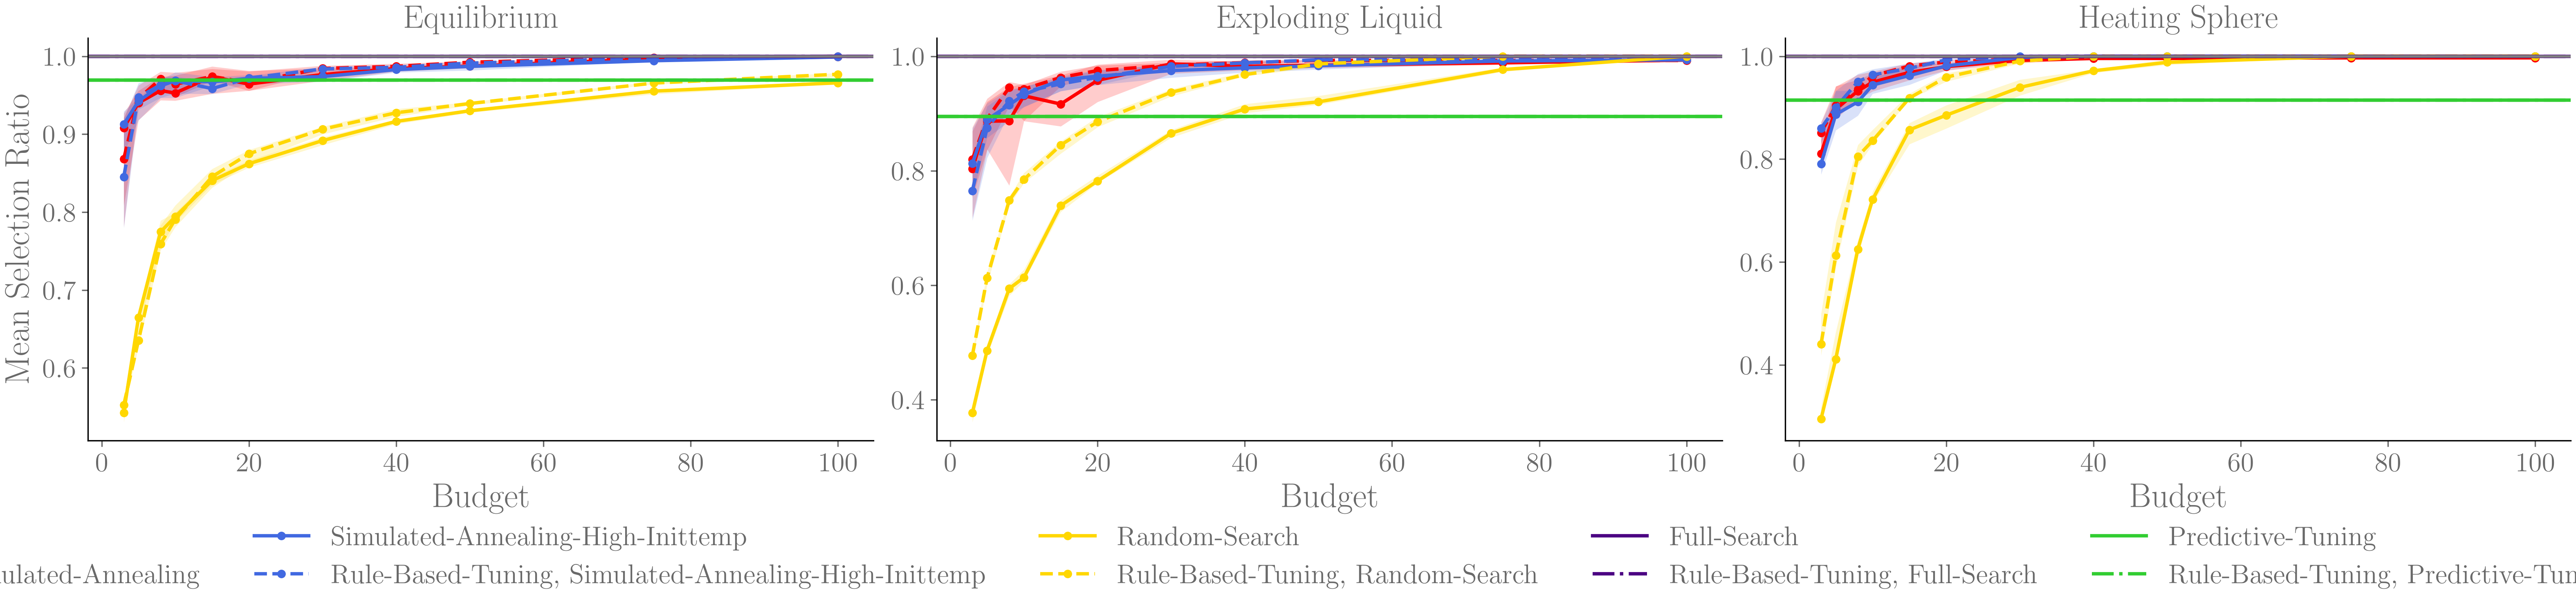 Equilibrium Exploding Liquid Heating Sphere
Mean Selection Ratio
1.0
0.9
0.8
0.7
0.6
0 20 40 60 80 100
Budget
1.0
0.8
0.6
0.4
0 20 40 60 80 100
Budget
1.0
0.8
0.6
0.4
0 20 40 60 80 100
Budget
Simulated-Annealing-High-Inittemp Random-Search Full-Search Predictive-Tuning
ulated-Annealing Rule-Based-Tuning, Simulated-Annealing-High-Inittemp Rule-Based-Tuning, Random-Search Rule-Based-Tuning, Full-Search Rule-Based-Tuning, Predictive-Tun